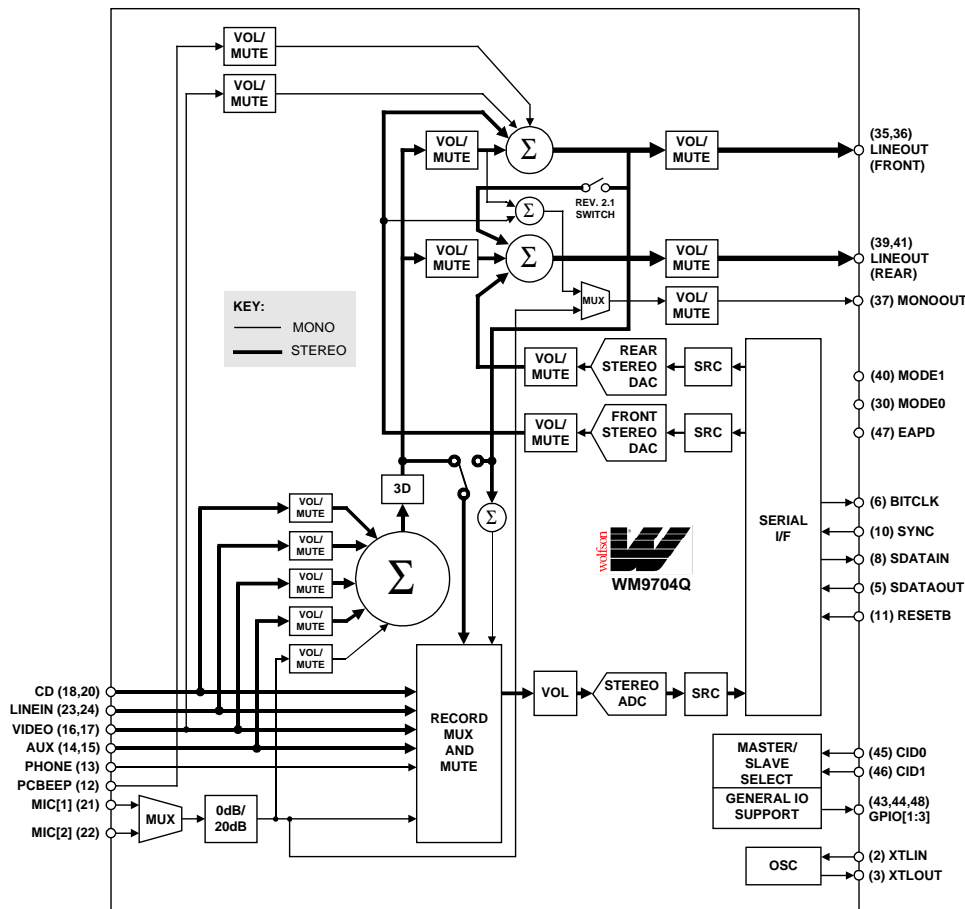 VOL/
MUTE
VOL/
MUTE
VOL/
MUTE
Σ
VOL/
MUTE
(35,36)
LINEOUT
(FRONT)
REV. 2.1
SWITCH
Σ
VOL/
MUTE
Σ
VOL/
MUTE
(39,41)
LINEOUT
(REAR)
MUX
VOL/
MUTE
(37) MONOOUT
KEY:
MONO
STEREO
VOL/
MUTE
REAR
STEREO
DAC
SRC
(40) MODE1
(30) MODE0
VOL/
MUTE
FRONT
STEREO
DAC
SRC
(47) EAPD
3D
VOL/
MUTE
VOL/
MUTE
VOL/
MUTE
VOL/
MUTE
VOL/
MUTE
Σ
Σ
wolfson
WM9704Q
SERIAL
I/F
(6) BITCLK
(10) SYNC
(8) SDATAIN
(5) SDATAOUT
(11) RESETB
CD (18,20)
LINEIN (23,24)
VIDEO (16,17)
AUX (14,15)
PHONE (13)
PCBEEP (12)
MIC[1] (21)
MIC[2] (22)
MUX
0dB/
20dB
RECORD
MUX
AND
MUTE
VOL
STEREO
ADC
SRC
MASTER/
SLAVE
SELECT
(45) CID0
(46) CID1
GENERAL IO
SUPPORT
(43,44,48)
GPIO[1:3]
OSC
(2) XTLIN
(3) XTLOUT